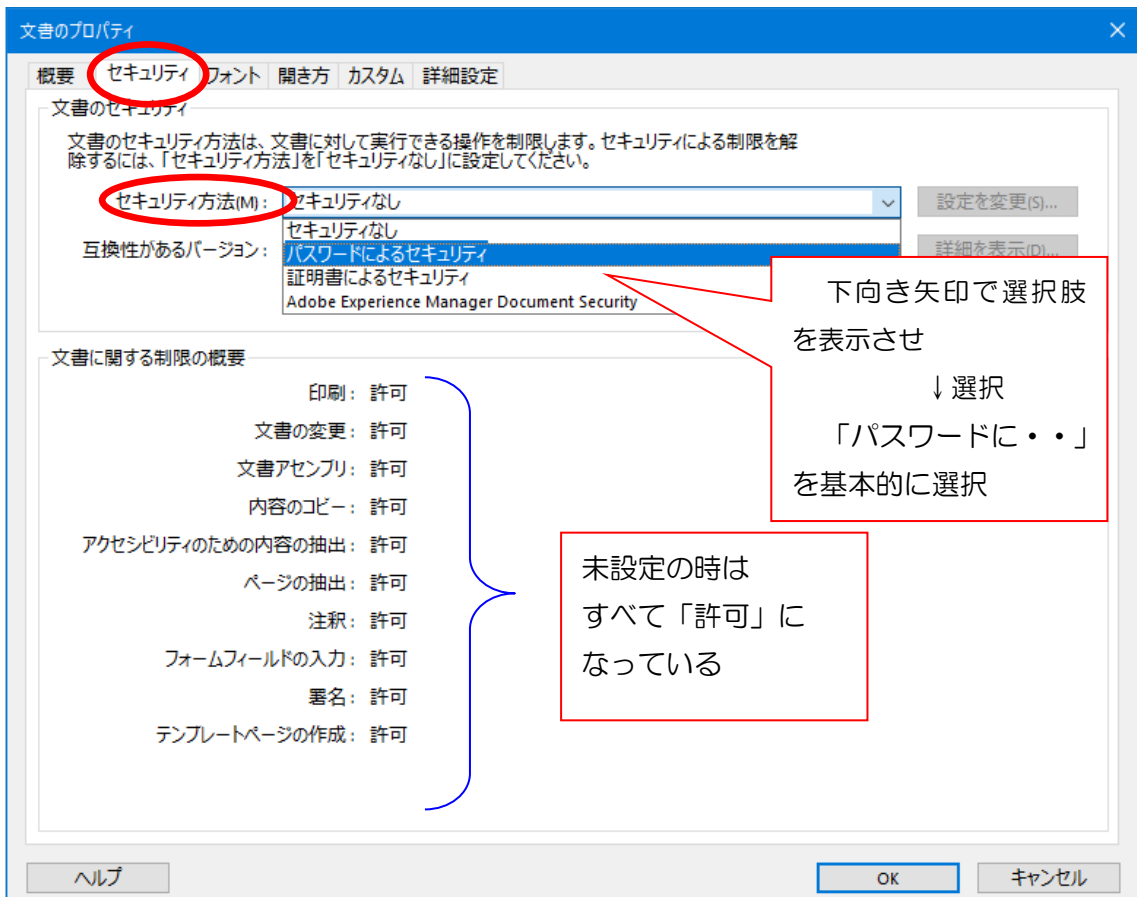 文書のプロパティ
概要 セキュリティ フォント 開き方 カスタム 詳細設定
文書のセキュリティ
文書のセキュリティ方法は、文書に対して実行できる操作を制限します。セキュリティによる制限を解
除するには、「セキュリティ方法」を「セキュリティなし」に設定してください。
セキュリティ方法(M): セキュリティなし 設定を変更(S)...
セキュリティなし
互換性があるバージョン: パスワードによるセキュリティ 詳細を表示(D)...
証明書によるセキュリティ
Adobe Experience Manager Document Security
下向き矢印で選択肢
を表示させ
↓選択
「パスワードに・・」
を基本的に選択
文書に関する制限の概要
印刷: 許可
文書の変更: 許可
文書アセンブリ: 許可
内容のコピー: 許可
アクセシビリティのための内容の抽出: 許可
ページの抽出: 許可
注釈: 許可
フォームフィールドの入力: 許可
署名: 許可
テンプレートページの作成: 許可
未設定の時は
すべて「許可」に
なっている
ヘルプ OK キャンセル